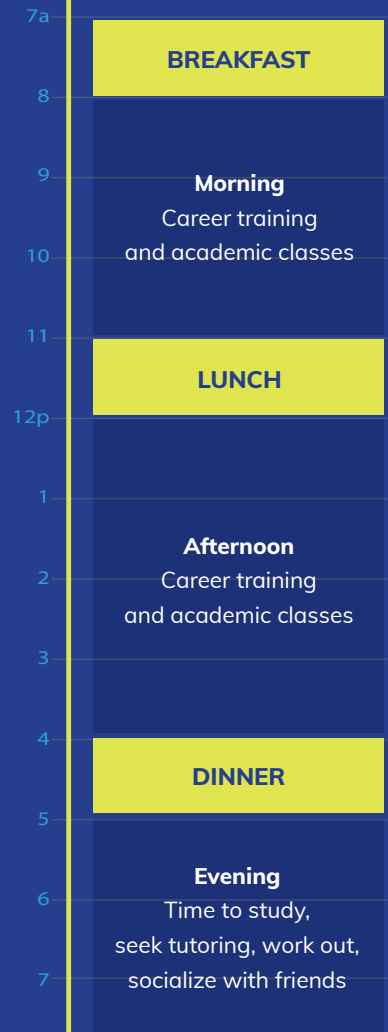 7a
BREAKFAST
8
9
Morning
Career training
10
and academic classes
11
LUNCH
12p
1
Afternoon
2
Career training
and academic classes
3
4
DINNER
5
Evening
6
Time to study,
seek tutoring, work out,
7
socialize with friends